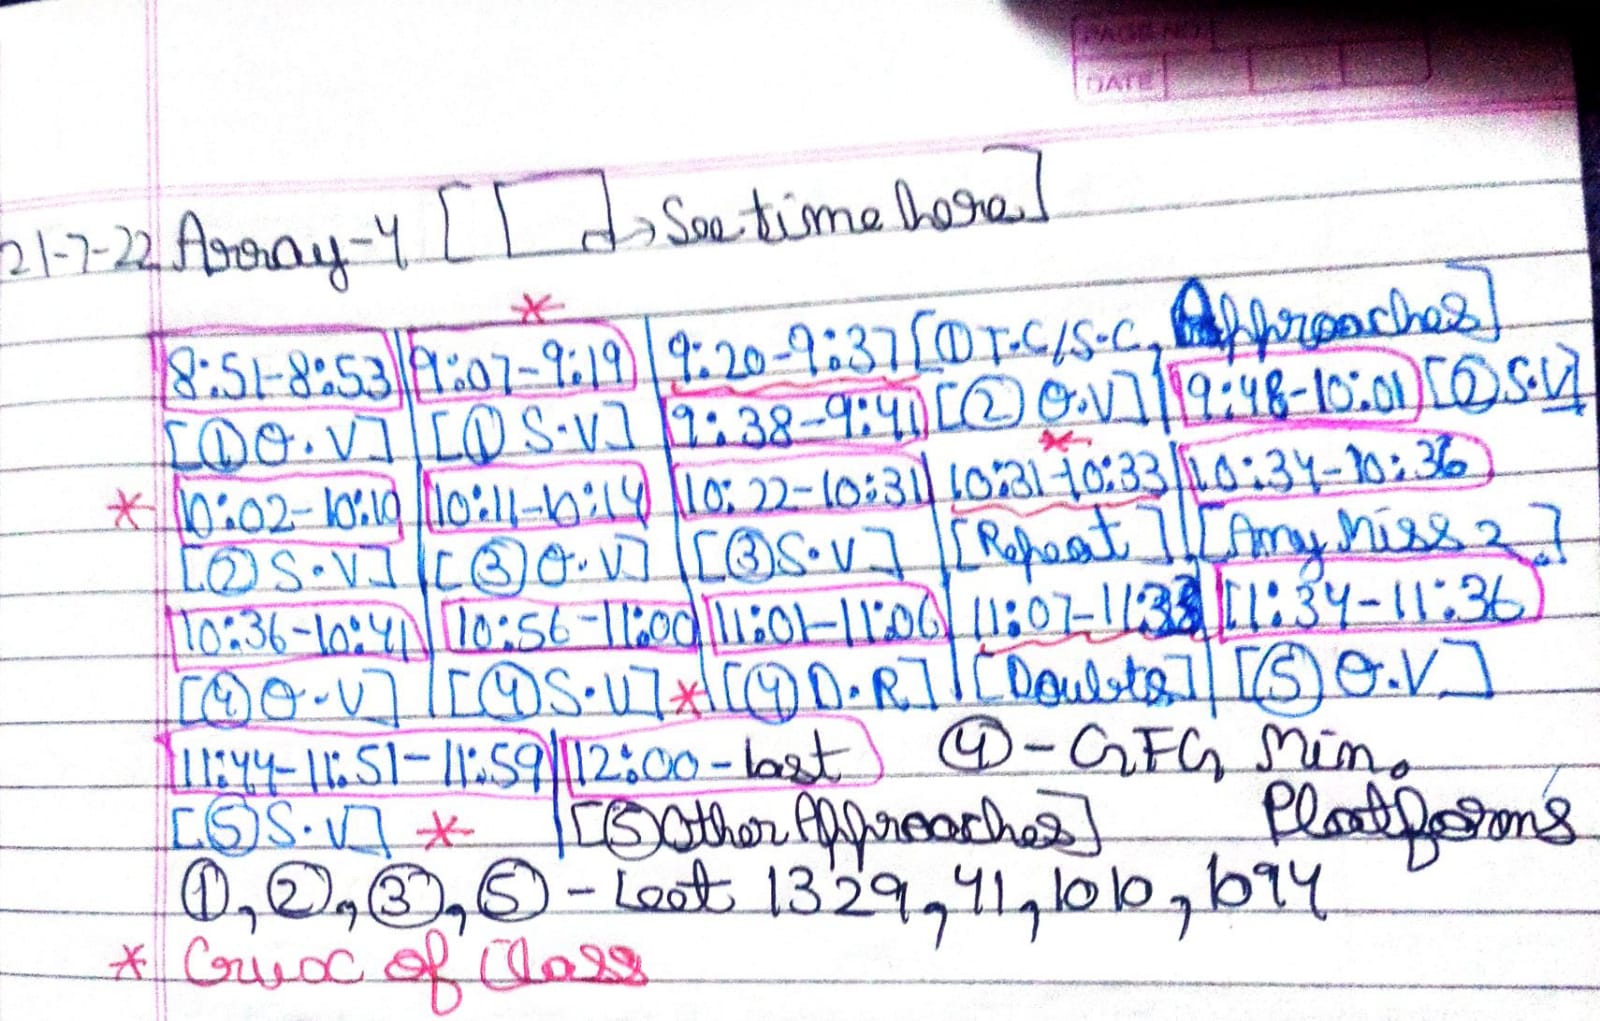 PAGE NO.
DATE
21-7-22 Array-4 [ [ ] → See time here]
*
8:51-8:53 9:07-9:19 9:20-9:37 [① T.C/S.C, Approaches]
[① Q.V] [① S.V] 9:38-9:41 [② Q.V] 9:48-10:01 [② S.V]
*
* 10:02-10:10 10:11-10:14 10:22-10:31 10:31-10:33 10:34-10:36
[② S.V] [③ Q.V] [③ S.V] [Repeat] [Any Miss?]
10:36-10:41 10:56-11:00 11:01-11:06 11:07-11:33 11:34-11:36
[④ Q.V] [④ S.V] * [④ D.R] [Doubts] [⑤ Q.V]
11:44-11:51-11:59 12:00-last ④- GFG Min.
[⑤ S.V] * [⑤ Other Approaches] Platforms
①, ②, ③, ⑤ - Leet 1329, 41, 1010, 1094
* Crux of Class